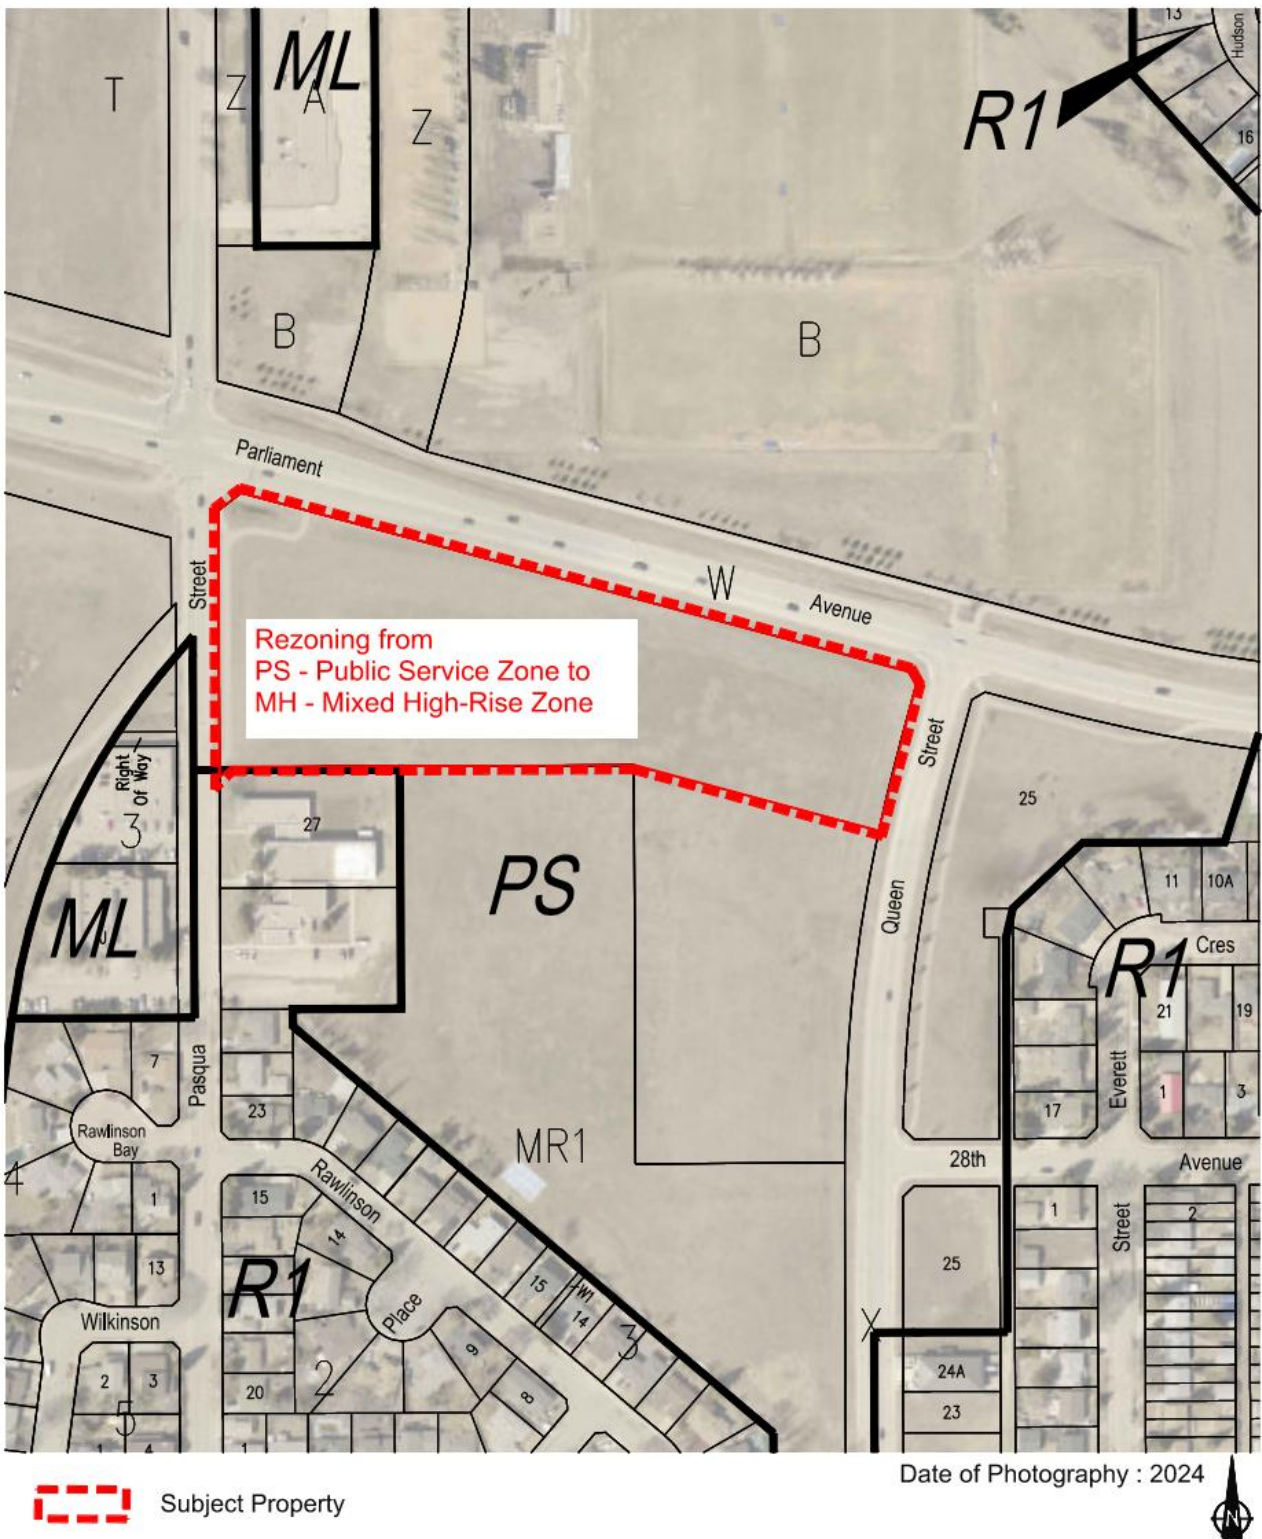 13
Hudson
ML
T
Z
A
Z
R1
16
B
B
Parliament
Street
W
Avenue
Rezoning from
PS - Public Service Zone to
MH - Mixed High-Rise Zone
Street
Right
Of Way
3
27
25
PS
11
10A
ML
Queen
R1
Cres
21
19
7
Pasqua
Everett
1
3
23
17
Rawlinson
Bay
MR1
28th
Avenue
4
1
15
Rawlinson
14
1
Street
2
13
R1
15
W1
14
25
Place
Wilkinson
X
3
9
2
3
20
2
8
24A
5
23
1
4
1
Date of Photography : 2024
Subject Property
N